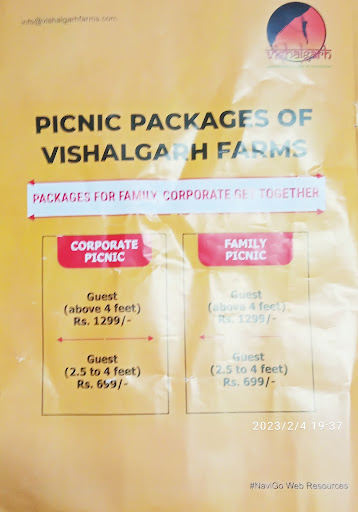 info@vishalgarhfarms.com
vishalgarh
PICNIC PACKAGES OF
VISHALGARH FARMS
PACKAGES FOR FAMILY, CORPORATE GET TOGETHER
CORPORATE
PICNIC
Guest
(above 4 feet)
Rs. 1299/-
Guest
(2.5 to 4 feet)
Rs. 699/-
FAMILY
PICNIC
Guest
(above 4 feet)
Rs. 1299/-
Guest
(2.5 to 4 feet)
Rs. 699/-
2023/2/4 19:37
#NaviGo Web Resources